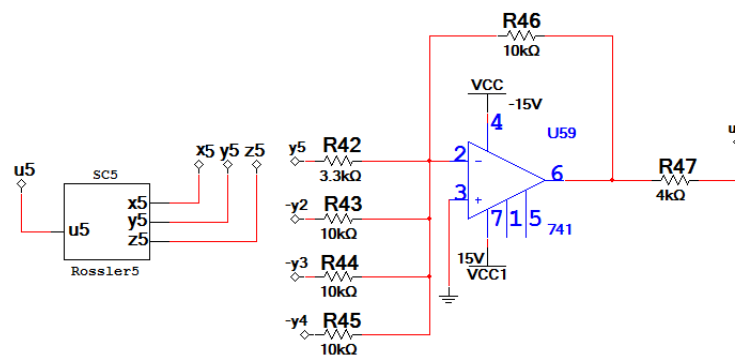 R46
10kΩ
VCC
-15V
4
U59
u
x5 y5 z5
y5
R42
3.3kΩ
2
6
R47
4kΩ
u5
SC5
x5
y5
z5
u5
Rossler5
-y2
R43
10kΩ
3
7 1 5
741
-y3
R44
10kΩ
15V
VCC1
-y4
R45
10kΩ